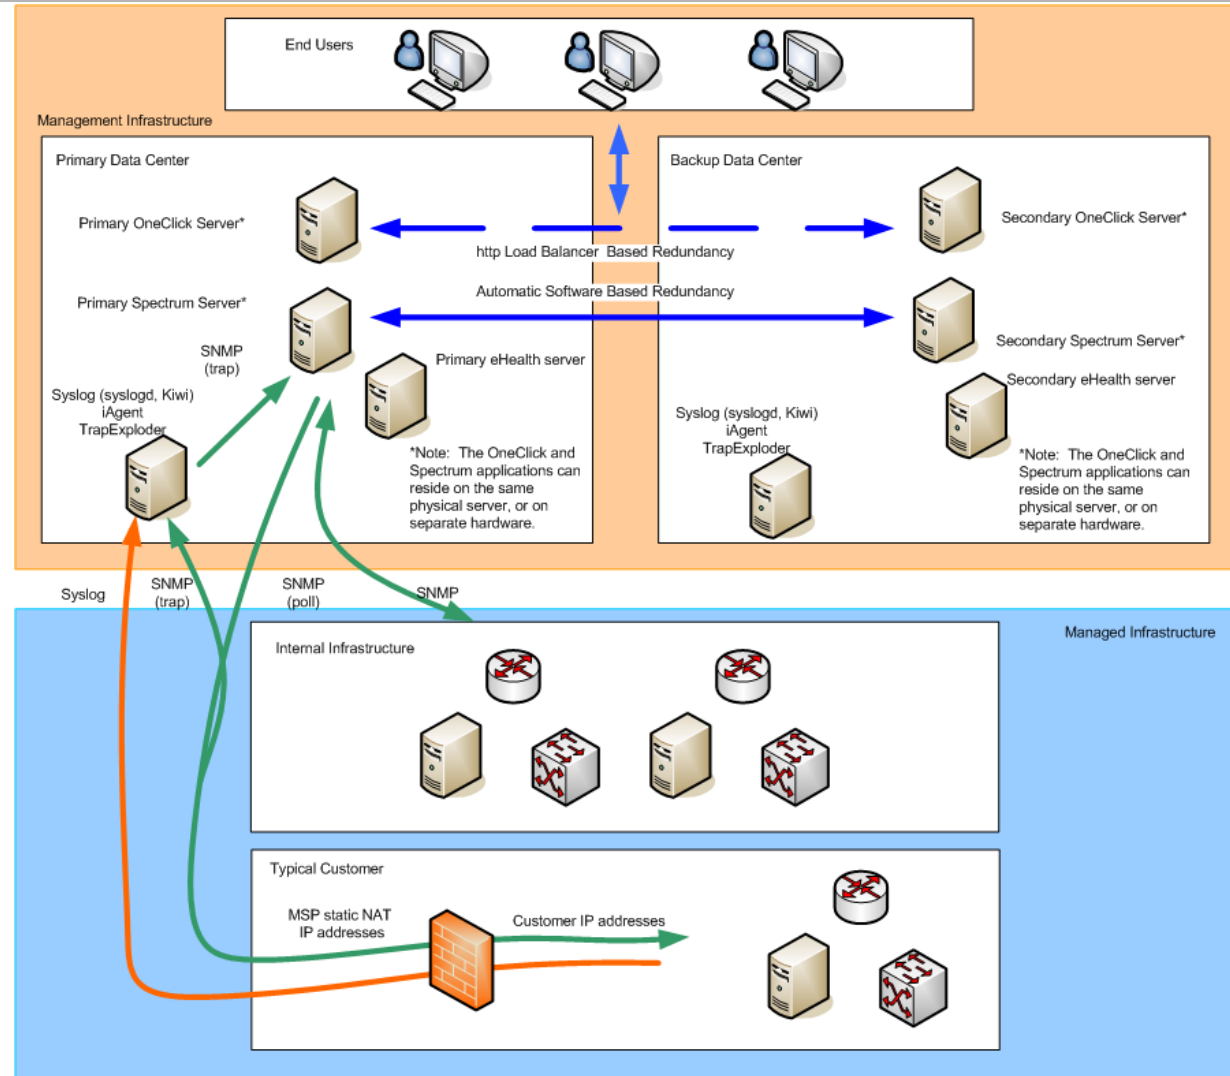 End Users
Management Infrastructure
Primary Data Center
Primary OneClick Server*
Primary Spectrum Server*
SNMP
(trap)
Primary eHealth server
Syslog (syslogd, Kiwi)
iAgent
TrapExploder
*Note: The OneClick and
Spectrum applications can
reside on the same
physical server, or on
separate hardware.
http Load Balancer Based Redundancy
Automatic Software Based Redundancy
Backup Data Center
Secondary OneClick Server*
Secondary Spectrum Server*
Secondary eHealth server
Syslog (syslogd, Kiwi)
iAgent
TrapExploder
*Note: The OneClick and
Spectrum applications can
reside on the same
physical server, or on
separate hardware.
Syslog
SNMP
(trap)
SNMP
(poll)
SNMP
Managed Infrastructure
Internal Infrastructure
Typical Customer
MSP static NAT
IP addresses
Customer IP addresses